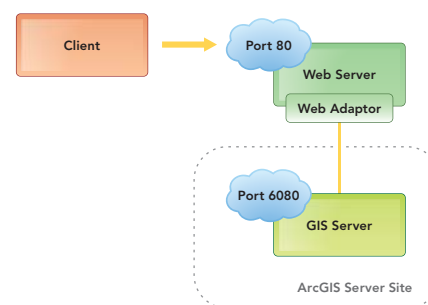 Client
Port 80
Web Server
Web Adaptor
Port 6080
GIS Server
ArcGIS Server Site